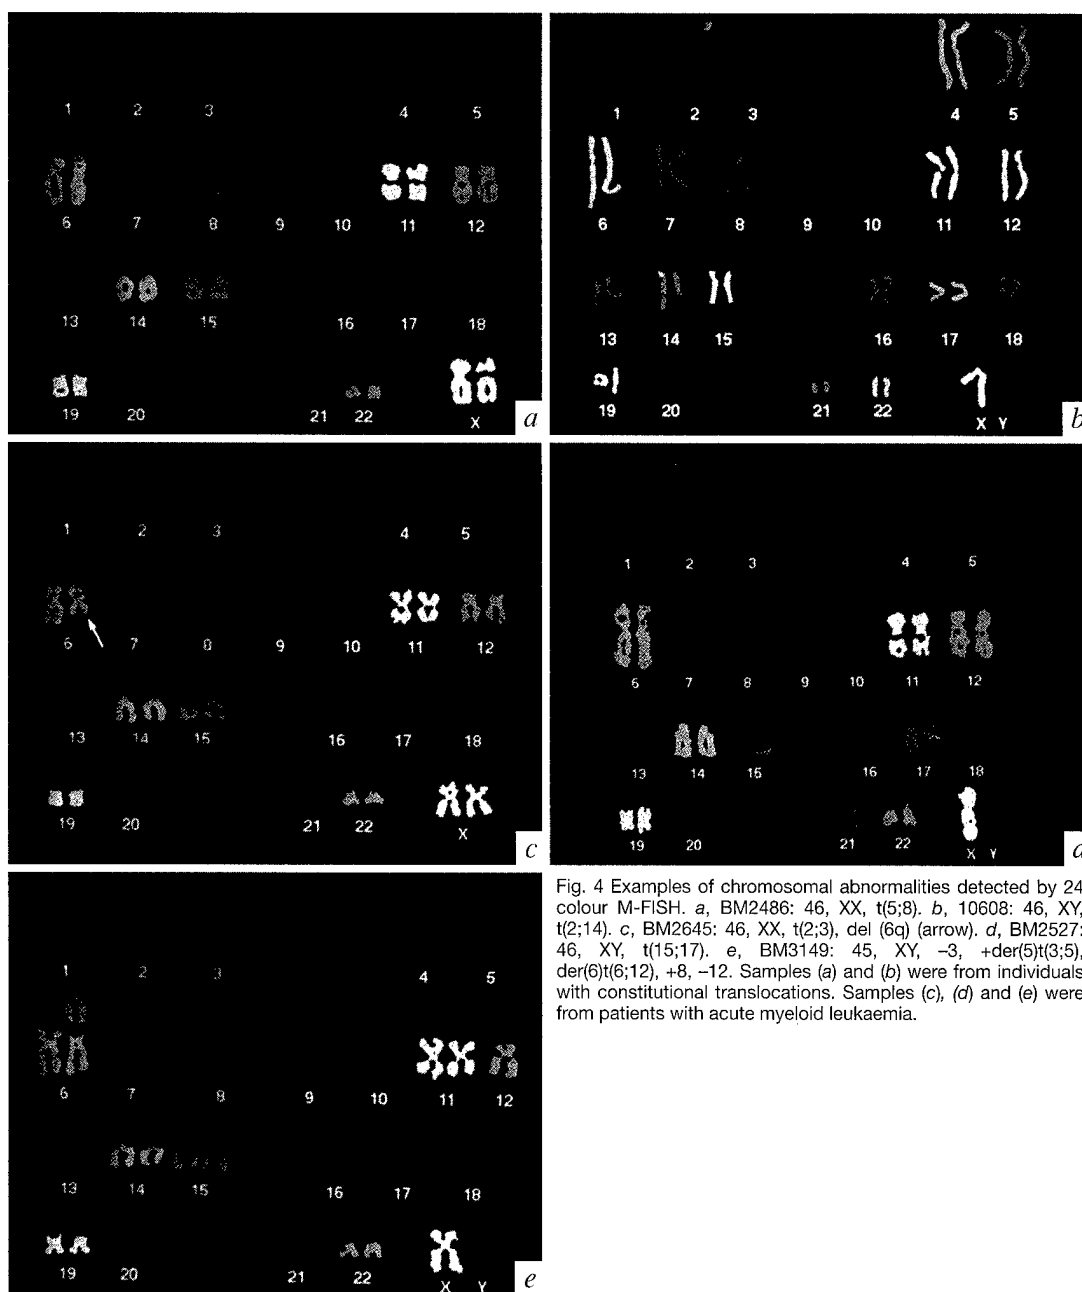 1 2 3 4 5
6 7 8 9 10 11 12
13 14 15 16 17 18
19 20 21 22 X
a
1 2 3 4 5
6 7 8 9 10 11 12
13 14 15 16 17 18
19 20 21 22 X Y
b
1 2 3 4 5
6 7 8 9 10 11 12
13 14 15 16 17 18
19 20 21 22 X
c
1 2 3 4 5
6 7 8 9 10 11 12
13 14 15 16 17 18
19 20 21 22 X Y
d
1 2 3 4 5
6 7 8 9 10 11 12
13 14 15 16 17 18
19 20 21 22 X Y
e
Fig. 4 Examples of chromosomal abnormalities detected by 24
colour M-FISH. a, BM2486: 46, XX, t(5;8). b, 10608: 46, XY,
t(2;14). c, BM2645: 46, XX, t(2;3), del (6q) (arrow). d, BM2527:
46, XY, t(15;17). e, BM3149: 45, XY, –3, +der(5)t(3;5),
der(6)t(6;12), +8, –12. Samples (a) and (b) were from individuals
with constitutional translocations. Samples (c), (d) and (e) were
from patients with acute myeloid leukaemia.